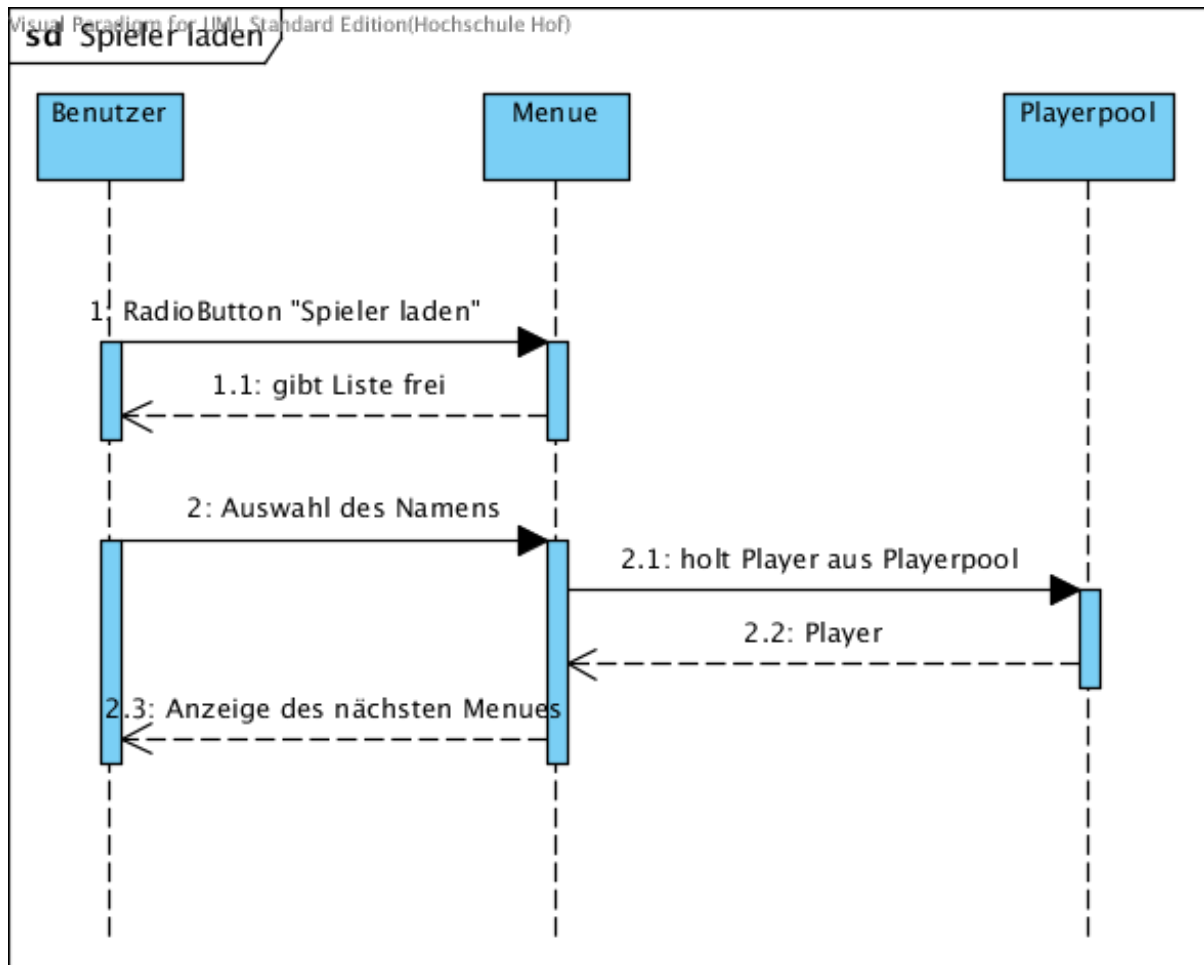 Visual Paradigm for UML Standard Edition(Hochschule Hof)
sd Spieler laden
Benutzer
Menue
Playerpool
1: RadioButton "Spieler laden"
1.1: gibt Liste frei
2: Auswahl des Namens
2.1: holt Player aus Playerpool
2.2: Player
2.3: Anzeige des nächsten Menues